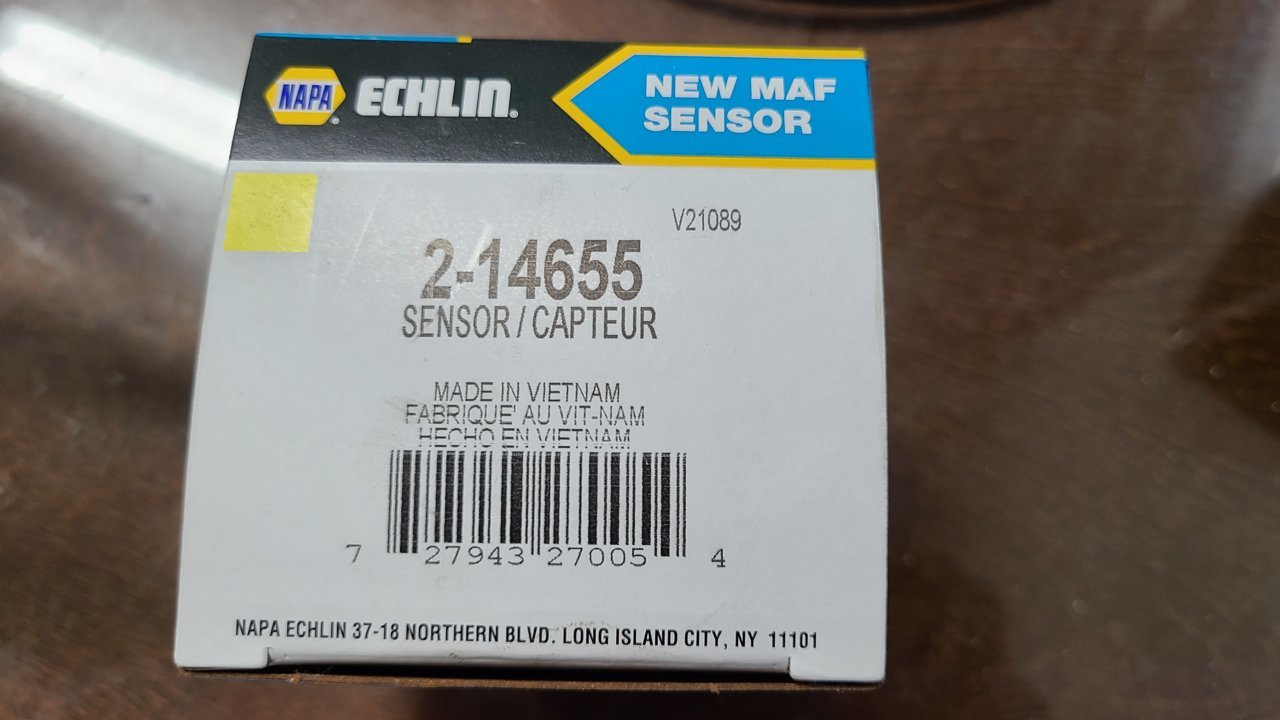 NAPA ECHLIN®
NEW MAF
SENSOR
V21089
2-14655
SENSOR / CAPTEUR
MADE IN VIETNAM
FABRIQUE' AU VIT-NAM
HECHO EN VIETNAM
7 27943 27005 4
NAPA ECHLIN 37-18 NORTHERN BLVD. LONG ISLAND CITY, NY 11101